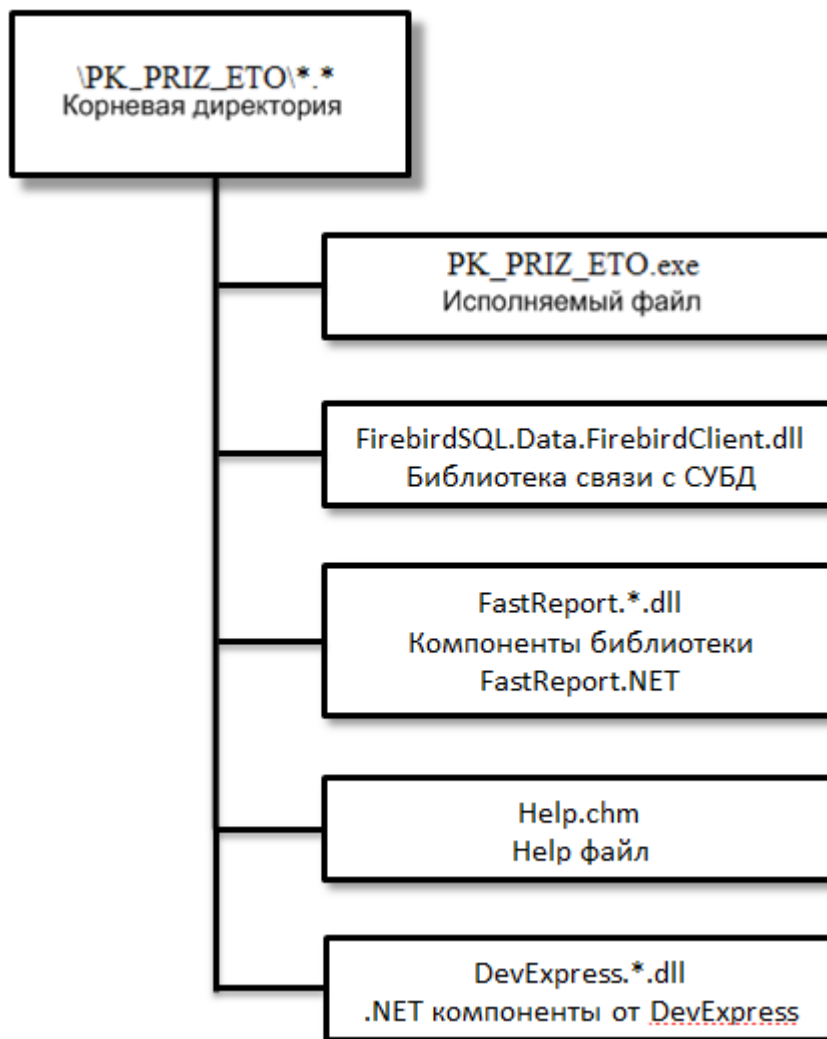 \PK_PRIZ_ETO\*.*
Корневая директория
PK_PRIZ_ETO.exe
Исполняемый файл
FirebirdSQL.Data.FirebirdClient.dll
Библиотека связи с СУБД
FastReport.*.dll
Компоненты библиотеки
FastReport.NET
Help.chm
Help файл
DevExpress.*.dll
.NET компоненты от DevExpress